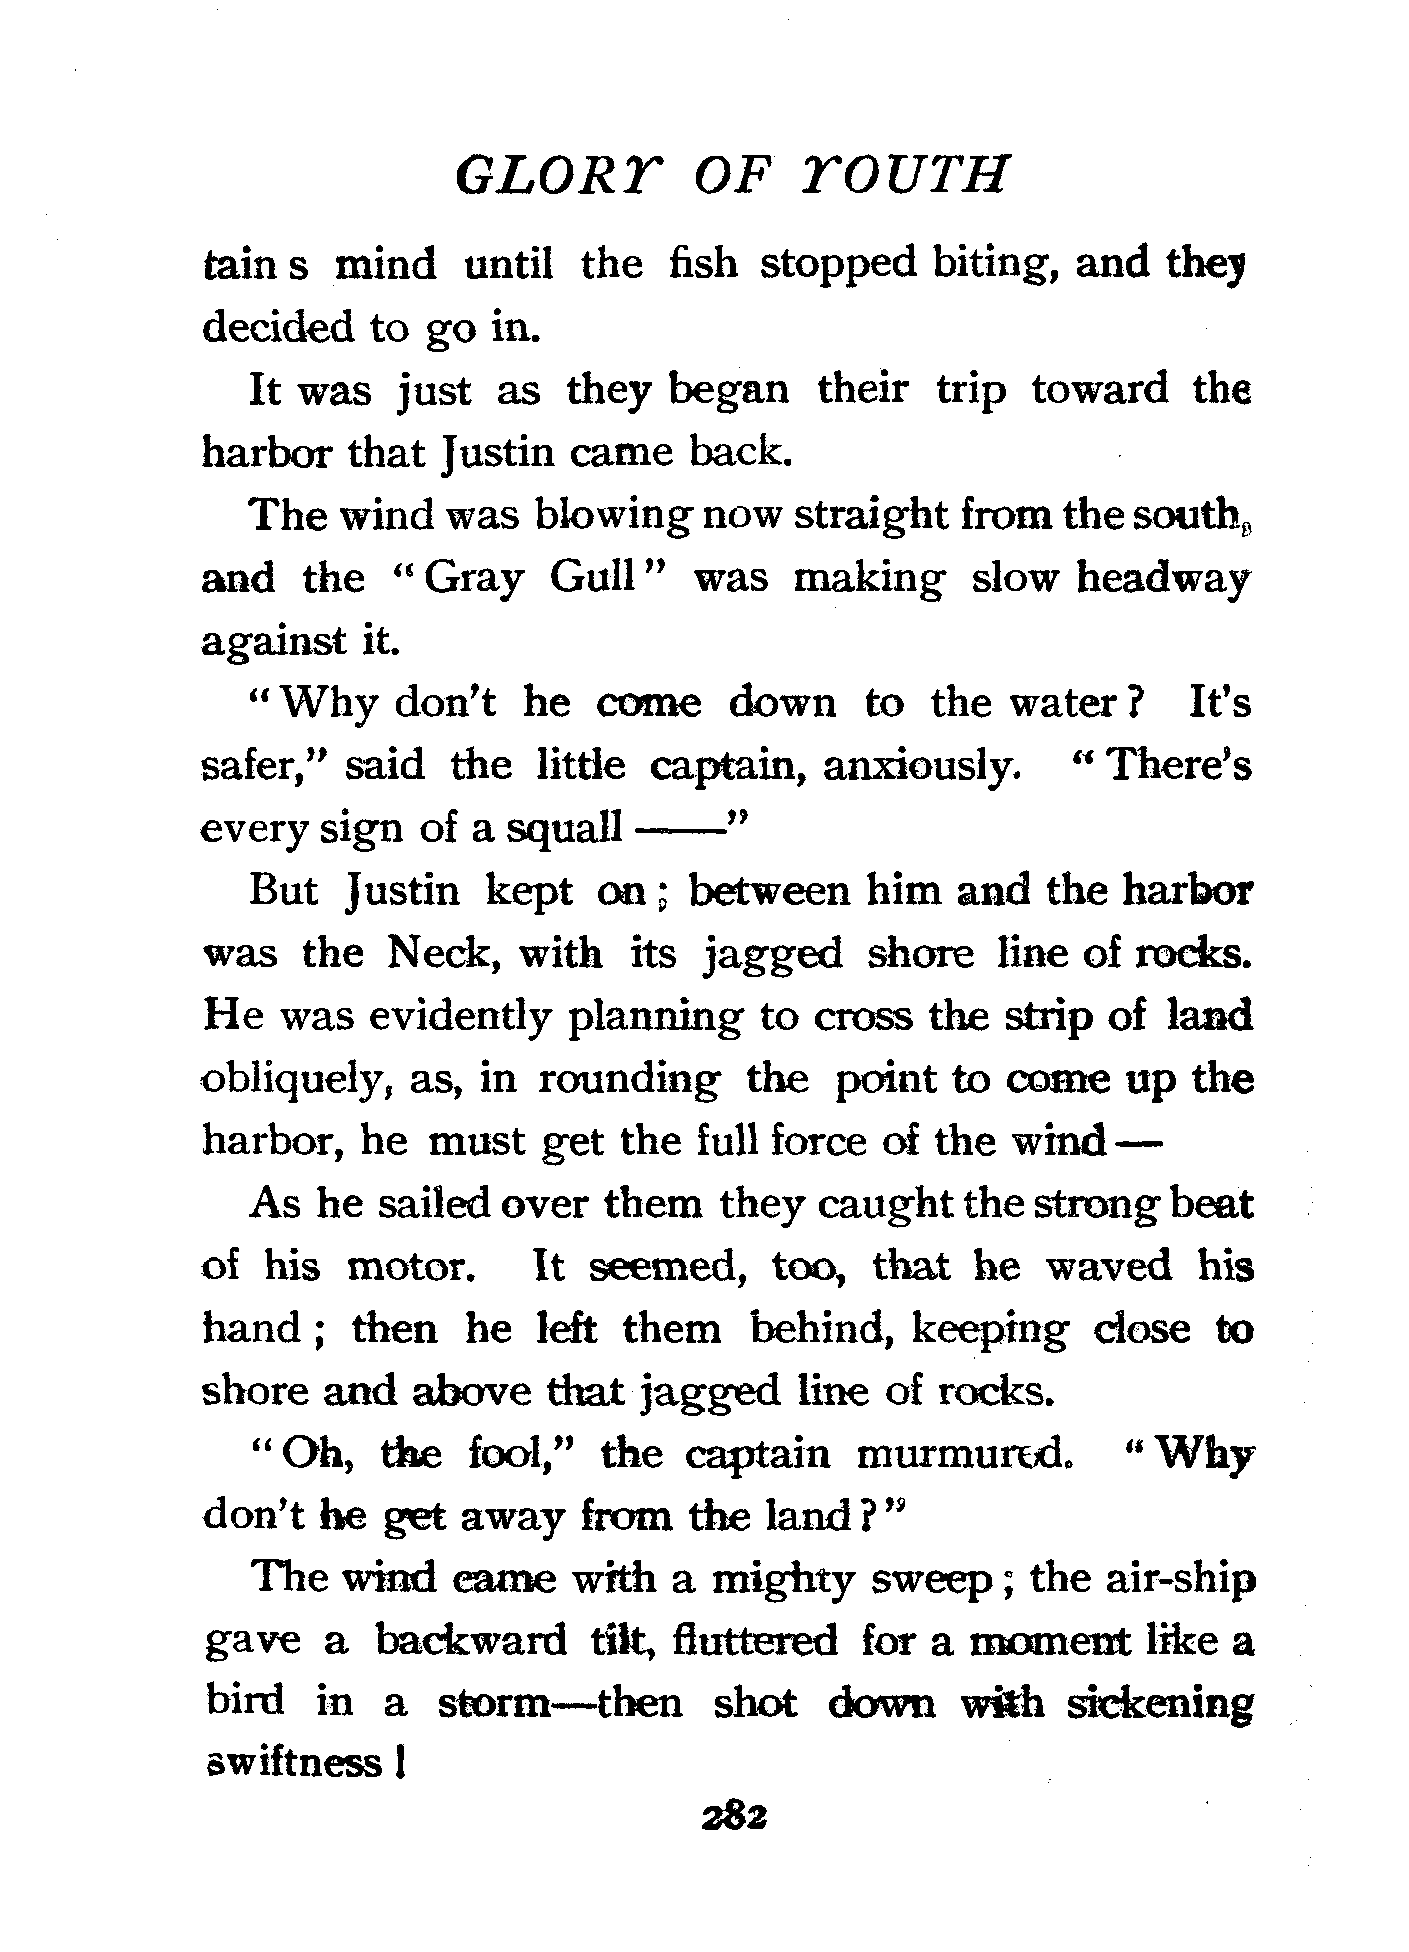 GLORY OF YOUTH
tain s mind until the fish stopped biting, and they
decided to go in.
It was just as they began their trip toward the
harbor that Justin came back.
The wind was blowing now straight from the south,
and the "Gray Gull" was making slow headway
against it.
"Why don't he come down to the water? It's
safer," said the little captain, anxiously. "There's
every sign of a squall ——"
But Justin kept on; between him and the harbor
was the Neck, with its jagged shore line of rocks.
He was evidently planning to cross the strip of land
obliquely, as, in rounding the point to come up the
harbor, he must get the full force of the wind—
As he sailed over them they caught the strong beat
of his motor. It seemed, too, that he waved his
hand; then he left them behind, keeping close to
shore and above that jagged line of rocks.
"Oh, the fool," the captain murmured. "Why
don't he get away from the land?"
The wind came with a mighty sweep; the air-ship
gave a backward tilt, fluttered for a moment like a
bird in a storm—then shot down with sickening
swiftness!
282